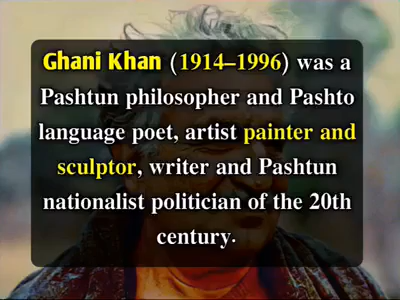 Ghani Khan (1914–1996) was a
Pashtun philosopher and Pashto
language poet, artist painter and
sculptor, writer and Pashtun
nationalist politician of the 20th
century.